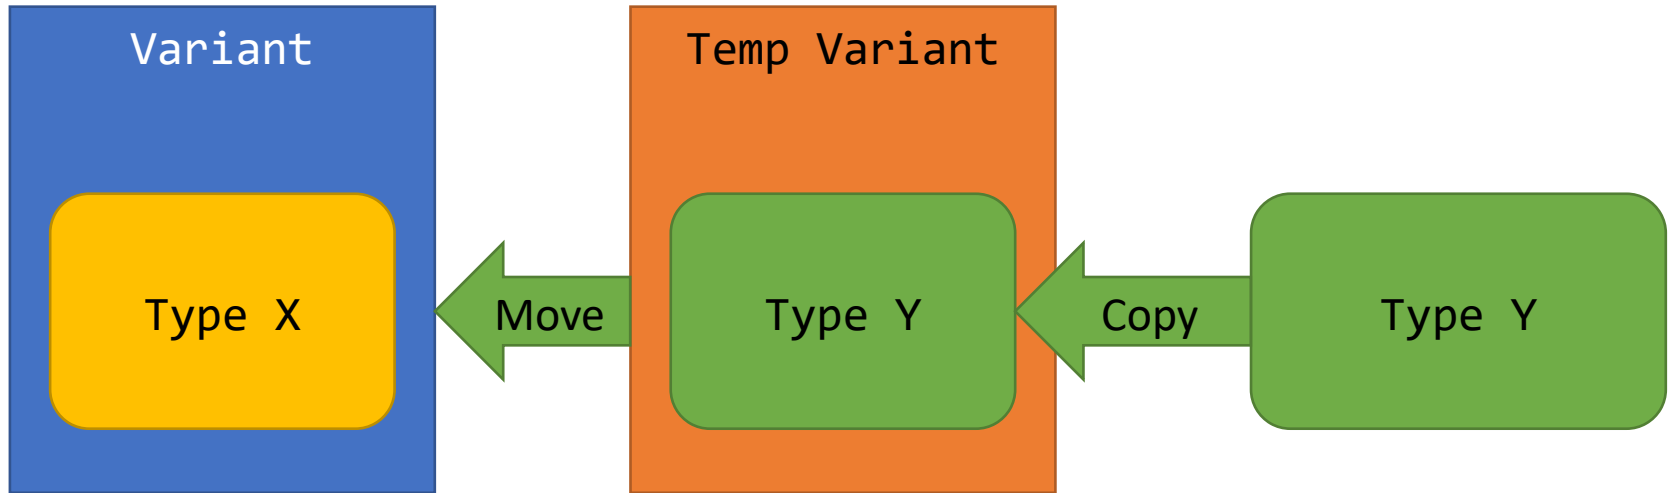 Variant
Temp Variant
Type X
Move
Type Y
Copy
Type Y